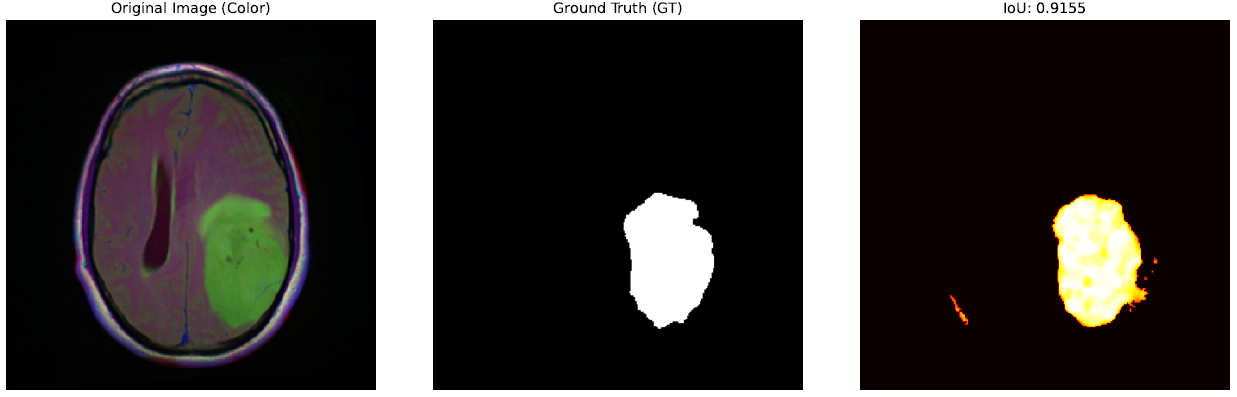 Original Image (Color)
Ground Truth (GT)
IoU: 0.9155